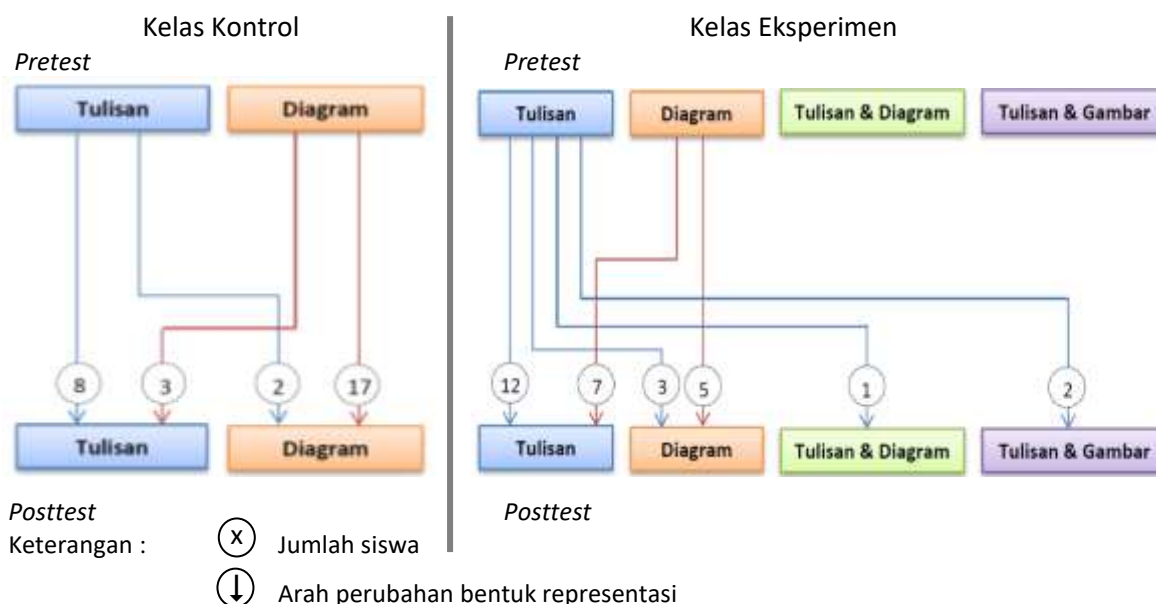 Kelas Kontrol
Pretest
Tulisan
Diagram
8
3
2
17
Tulisan
Diagram
Posttest
Kelas Eksperimen
Pretest
Tulisan
Diagram
Tulisan & Diagram
Tulisan & Gambar
12
7
3
5
1
2
Tulisan
Diagram
Tulisan & Diagram
Tulisan & Gambar
Posttest
Keterangan :
x Jumlah siswa
Arah perubahan bentuk representasi